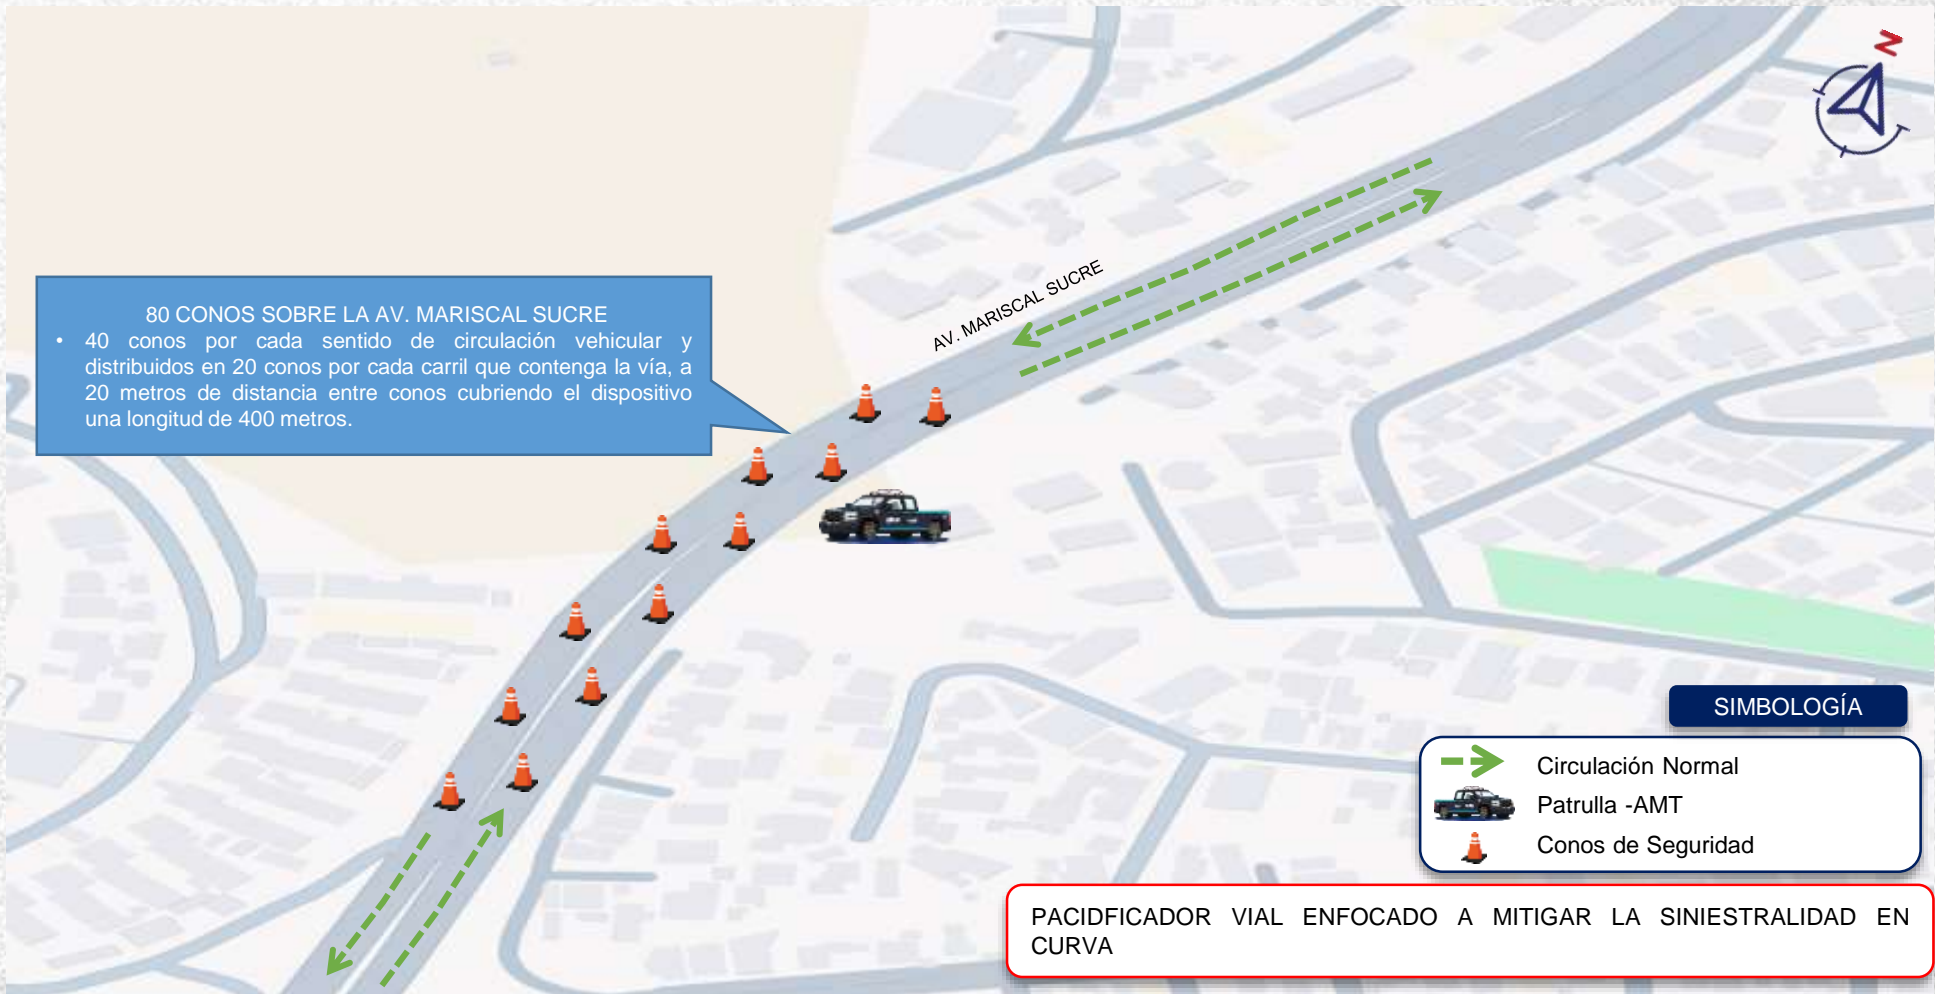 N
AV. MARISCAL SUCRE
80 CONOS SOBRE LA AV. MARISCAL SUCRE
• 40 conos por cada sentido de circulación vehicular y
distribuidos en 20 conos por cada carril que contenga la vía, a
20 metros de distancia entre conos cubriendo el dispositivo
una longitud de 400 metros.
SIMBOLOGÍA
Circulación Normal
Patrulla -AMT
Conos de Seguridad
PACIDFICADOR VIAL ENFOCADO A MITIGAR LA SINIESTRALIDAD EN
CURVA